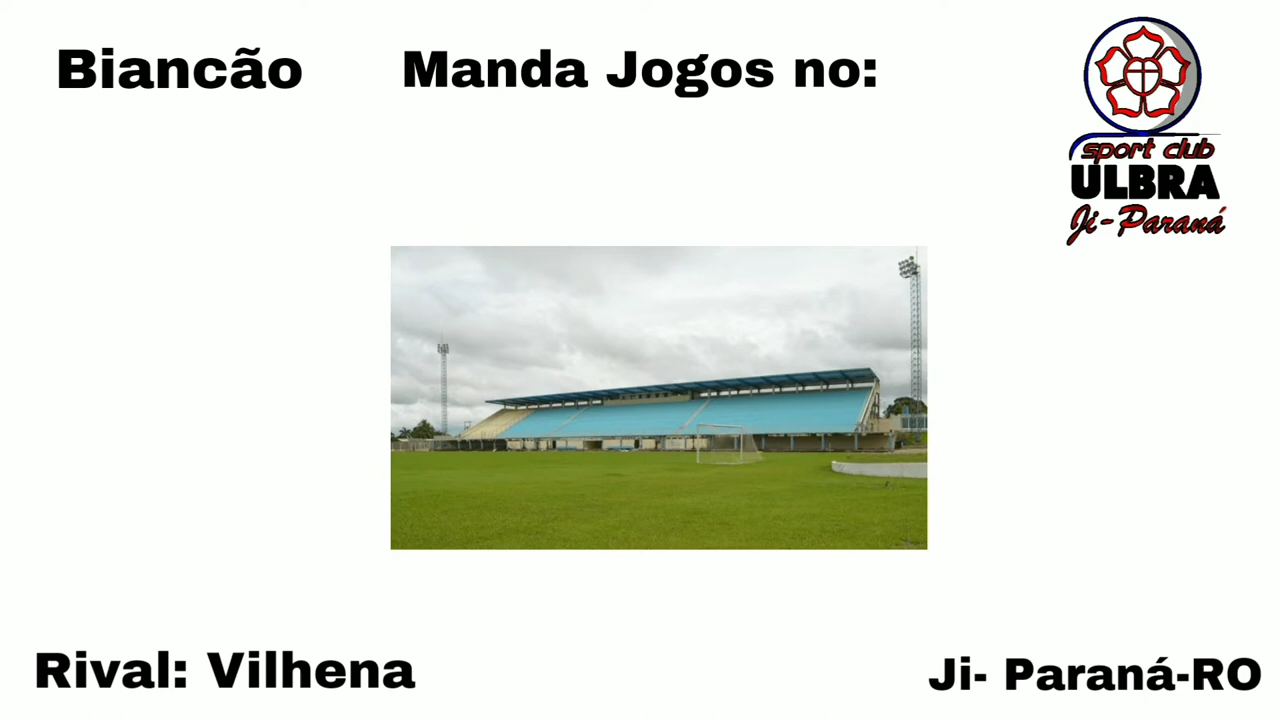 Biancão
Manda Jogos no:
sport club
ULBRA
Ji-Paraná
Rival: Vilhena
Ji- Paraná-RO